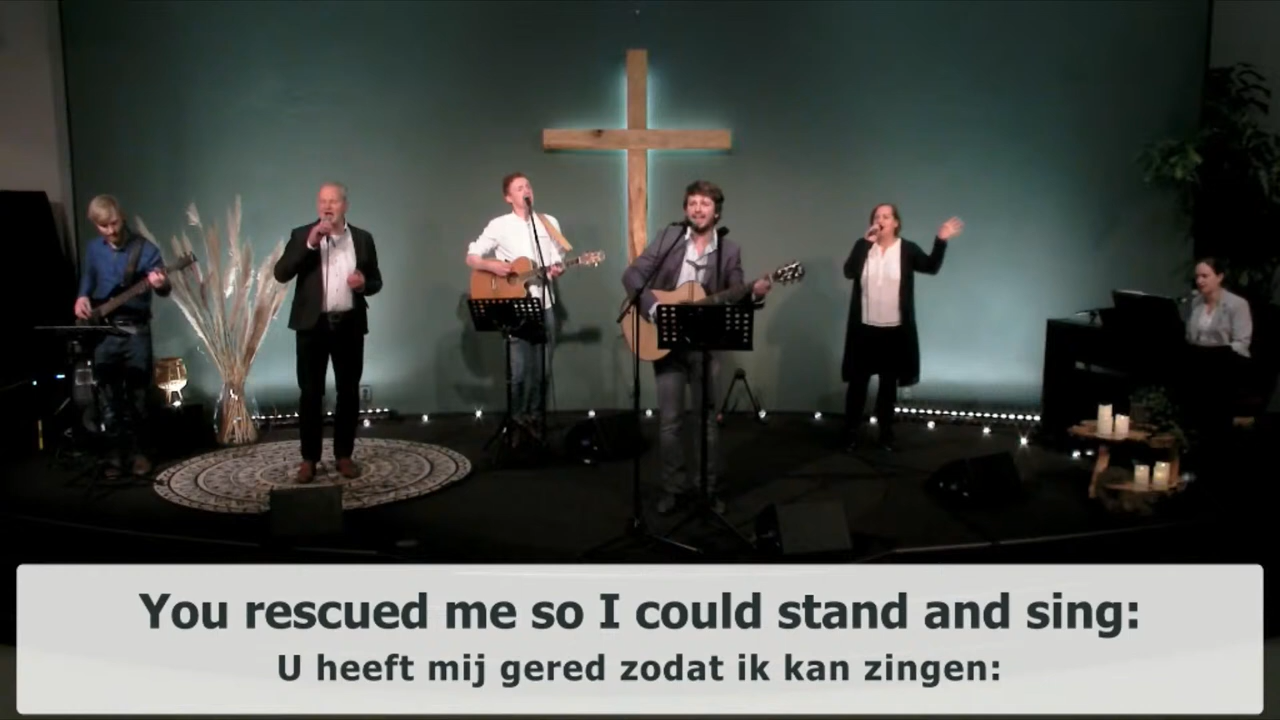 You rescued me so I could stand and sing:
U heeft mij gered zodat ik kan zingen: